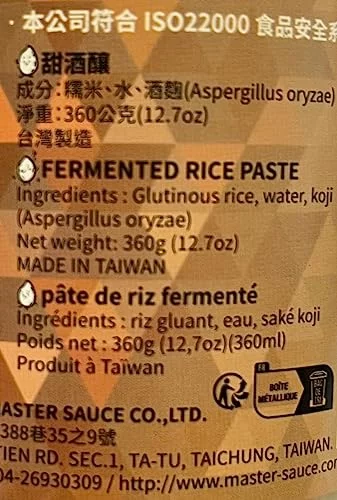 · 本公司符合 ISO22000 食品安全系
甜酒釀
成分：糯米、水、酒麴(Aspergillus oryzae)
淨重：360公克(12.7oz)
台灣製造
FERMENTED RICE PASTE
Ingredients : Glutinous rice, water, koji
(Aspergillus oryzae)
Net weight: 360g (12.7oz)
MADE IN TAIWAN
pâte de riz fermenté
Ingrédients : riz gluant, eau, saké koji
Poids net : 360g (12,7oz)(360ml)
Produit à Taïwan
FR
BOÎTE
MÉTALLIQUE
BAC
DE
TRI
MASTER SAUCE CO.,LTD.
388巷35之9號
TIEN RD. SEC.1, TA-TU, TAICHUNG, TAIWAN.
04-26930309 / http://www.master-sauce.com